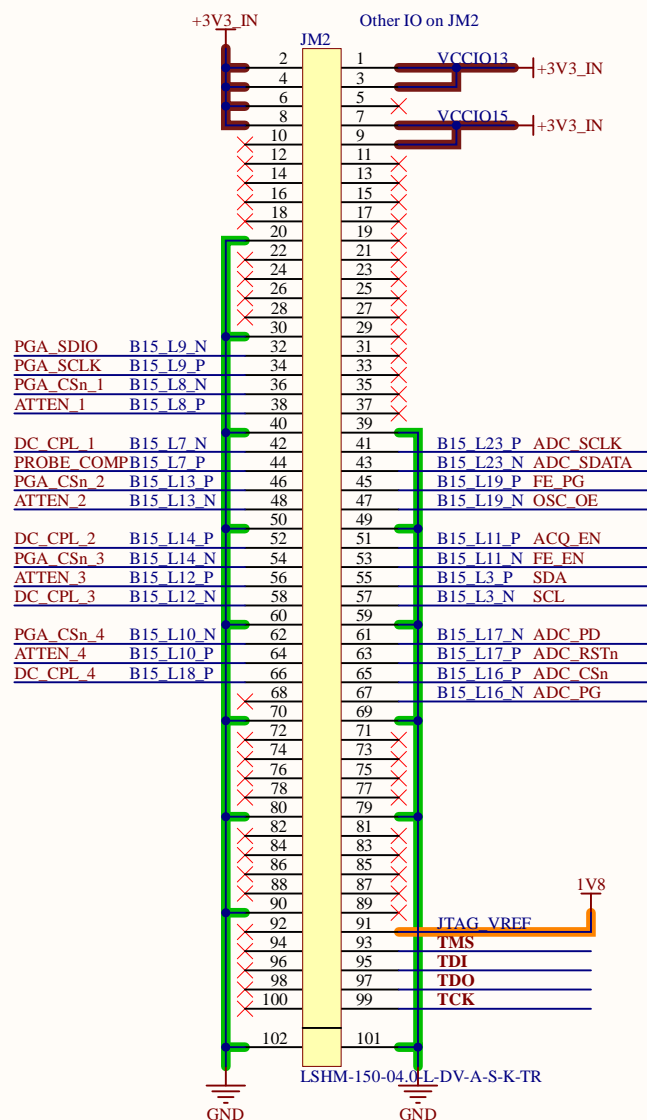 +3V3_IN Other IO on JM2
JM2
2 1 VCCIO13
4 3 +3V3_IN
6 5
8 7 VCCIO15
10 9 +3V3_IN
12 11
14 13
16 15
18 17
20 19
22 21
24 23
26 25
28 27
30 29
PGA_SDIO B15_L9_N 32 31
PGA_SCLK B15_L9_P 34 33
PGA_CSn_1 B15_L8_N 36 35
ATTEN_1 B15_L8_P 38 37
40 39
DC_CPL_1 B15_L7_N 42 41 B15_L23_P ADC_SCLK
PROBE_COMP B15_L7_P 44 43 B15_L23_N ADC_SDATA
PGA_CSn_2 B15_L13_P 46 45 B15_L19_P FE_PG
ATTEN_2 B15_L13_N 48 47 B15_L19_N OSC_OE
50 49
DC_CPL_2 B15_L14_P 52 51 B15_L11_P ACQ_EN
PGA_CSn_3 B15_L14_N 54 53 B15_L11_N FE_EN
ATTEN_3 B15_L12_P 56 55 B15_L3_P SDA
DC_CPL_3 B15_L12_N 58 57 B15_L3_N SCL
60 59
PGA_CSn_4 B15_L10_N 62 61 B15_L17_N ADC_PD
ATTEN_4 B15_L10_P 64 63 B15_L17_P ADC_RSTn
DC_CPL_4 B15_L18_P 66 65 B15_L16_P ADC_CSn
68 67 B15_L16_N ADC_PG
70 69
72 71
74 73
76 75
78 77
80 79
82 81
84 83
86 85
88 87
90 89
1V8
92 91 JTAG_VREF
94 93 TMS
96 95 TDI
98 97 TDO
100 99 TCK
102 101
LSHM-150-04.0-L-DV-A-S-K-TR
GND GND